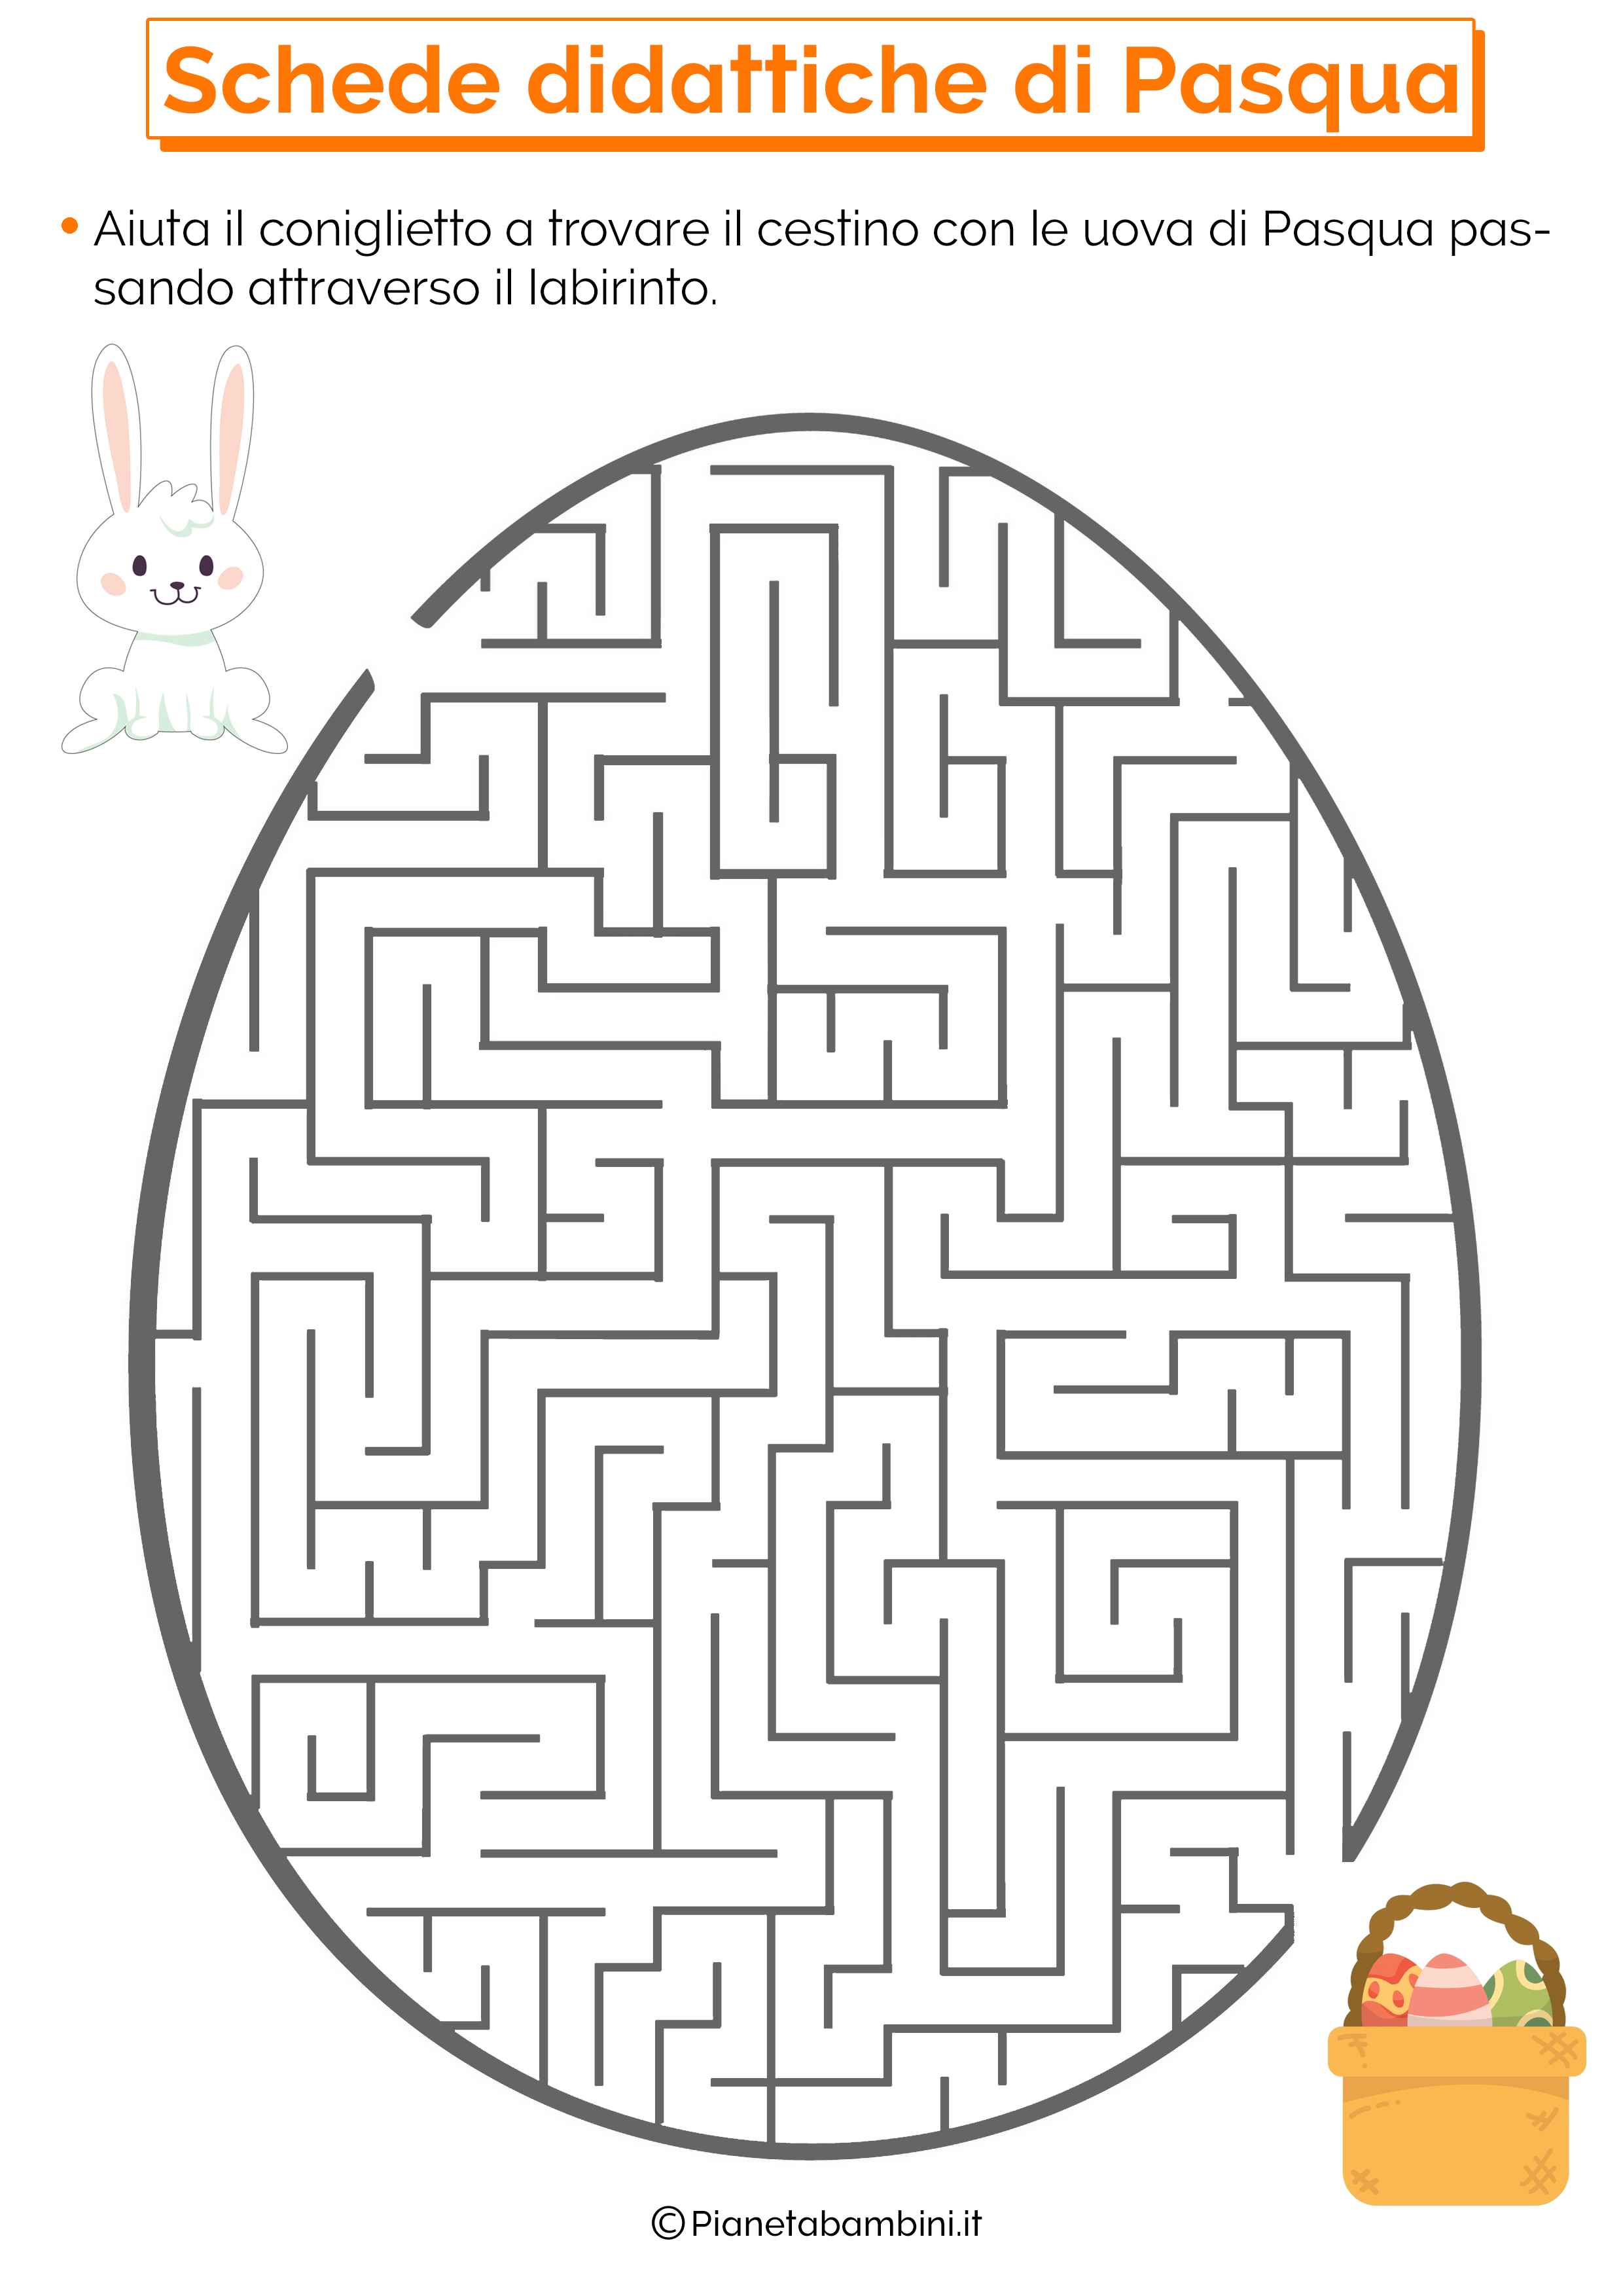 Schede didattiche di Pasqua
• Aiuta il coniglietto a trovare il cestino con le uova di Pasqua pas-
sando attraverso il labirinto.
© Pianetabambini.it